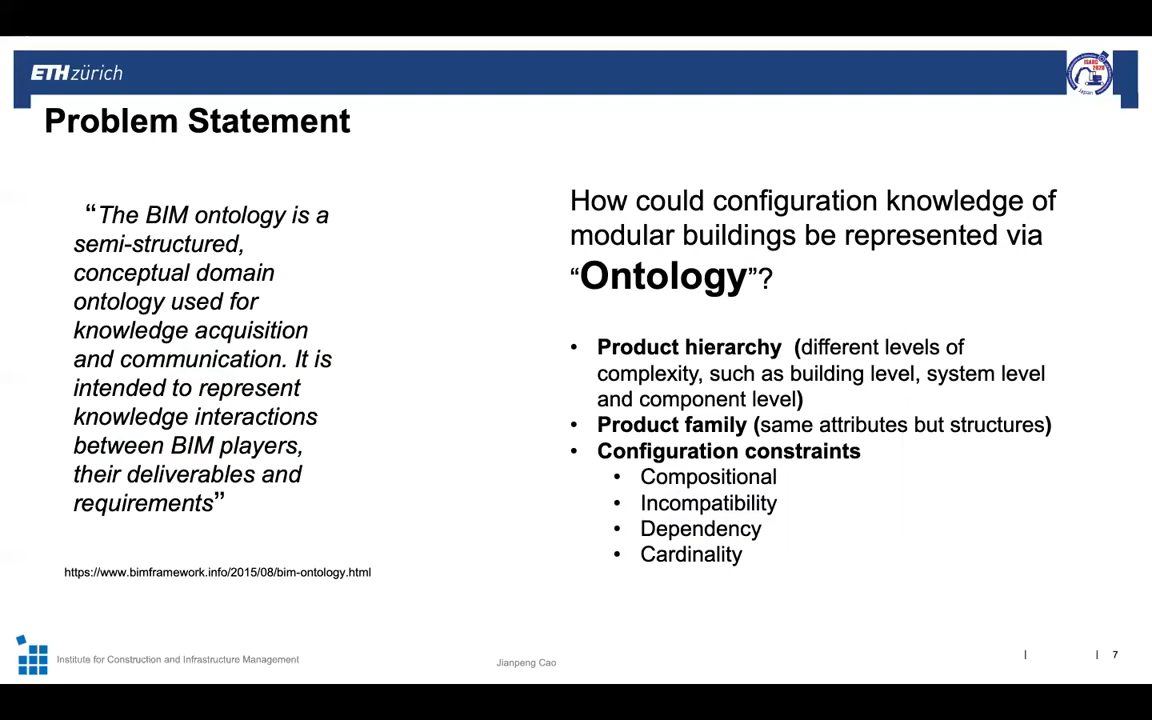 ETH zürich
ISARC
2020
Japan
Problem Statement
“The BIM ontology is a
semi-structured,
conceptual domain
ontology used for
knowledge acquisition
and communication. It is
intended to represent
knowledge interactions
between BIM players,
their deliverables and
requirements”
https://www.bimframework.info/2015/08/bim-ontology.html
How could configuration knowledge of
modular buildings be represented via
“Ontology”?
• Product hierarchy (different levels of
complexity, such as building level, system level
and component level)
• Product family (same attributes but structures)
• Configuration constraints
• Compositional
• Incompatibility
• Dependency
• Cardinality
Institute for Construction and Infrastructure Management
Jianpeng Cao
| | 7